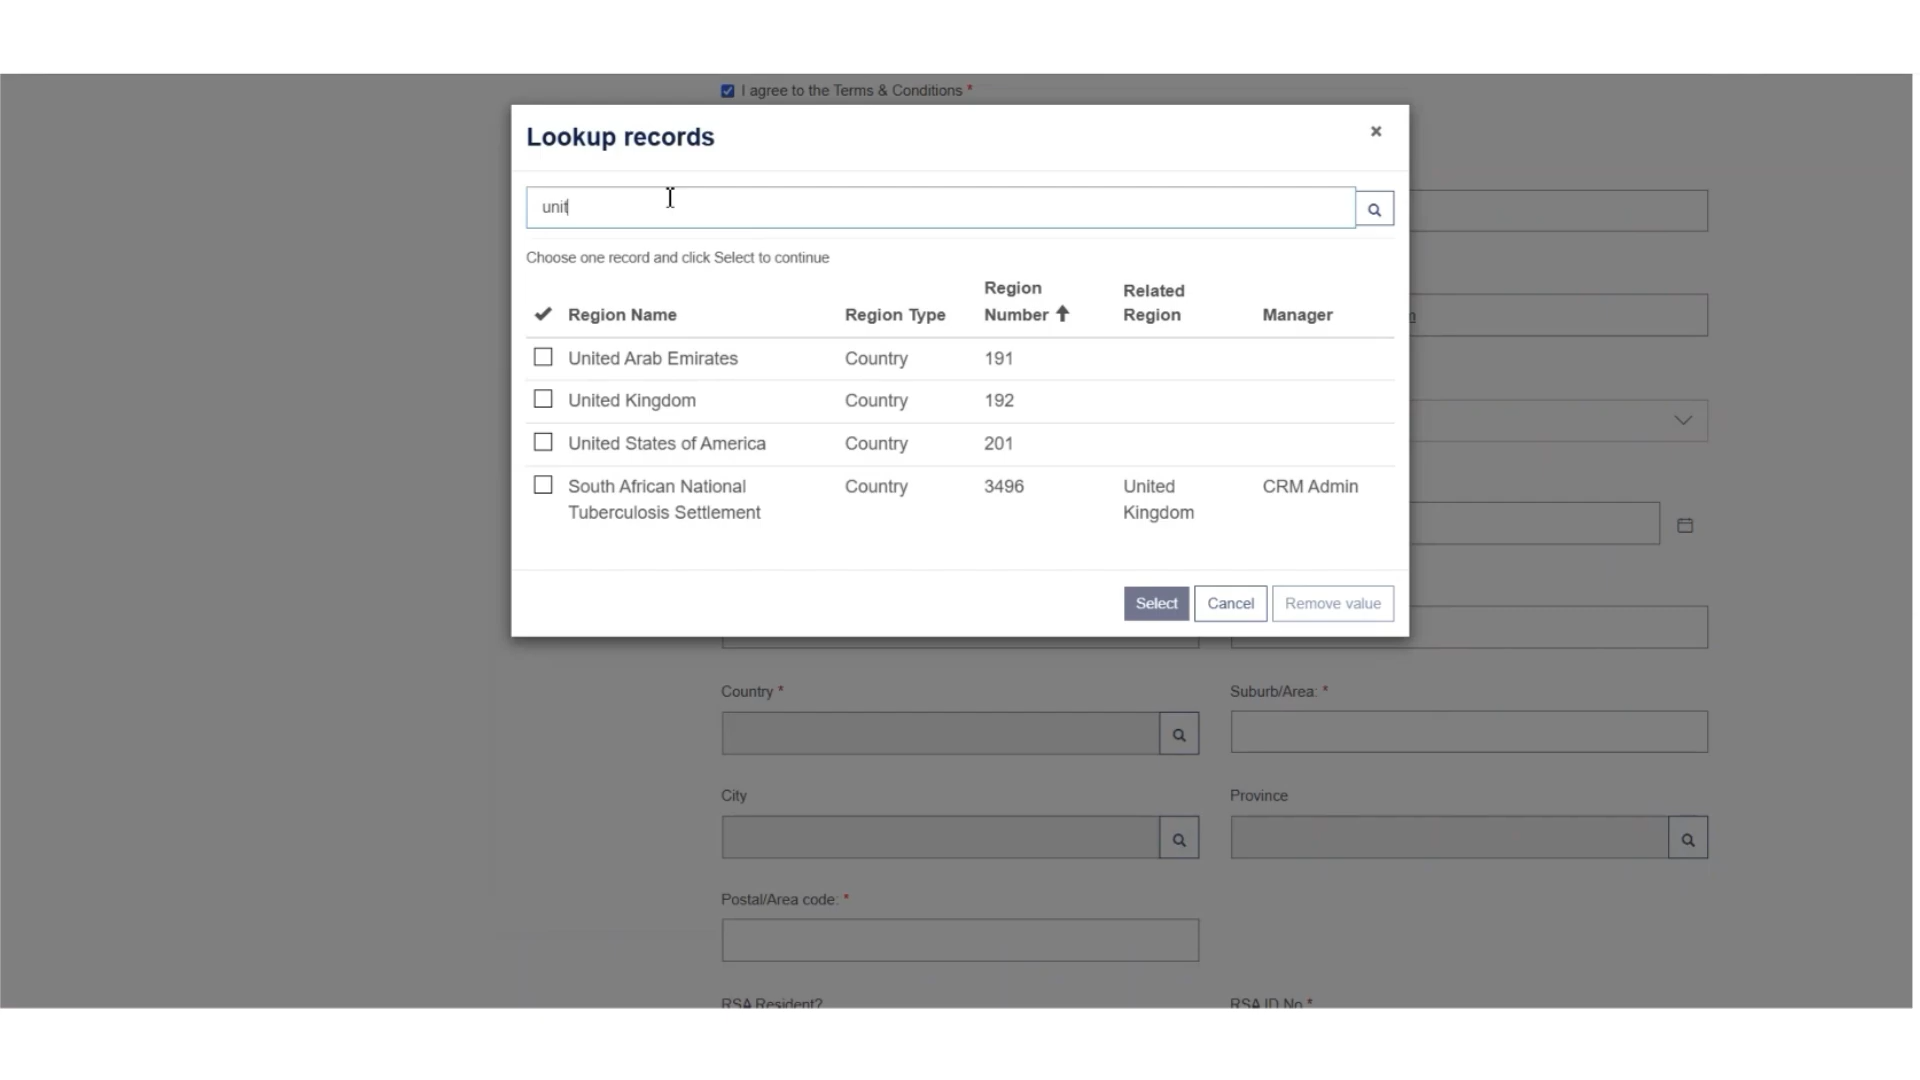 I agree to the Terms & Conditions *
Lookup records
×
unit
Choose one record and click Select to continue
Region Name
Region Type
Region
Number
Related
Region
Manager
United Arab Emirates
Country
191
United Kingdom
Country
192
United States of America
Country
201
South African National
Tuberculosis Settlement
Country
3496
United
Kingdom
CRM Admin
Select
Cancel
Remove value
Country *
Suburb/Area: *
City
Province
Postal/Area code: *
RSA Resident?
RSA ID No *